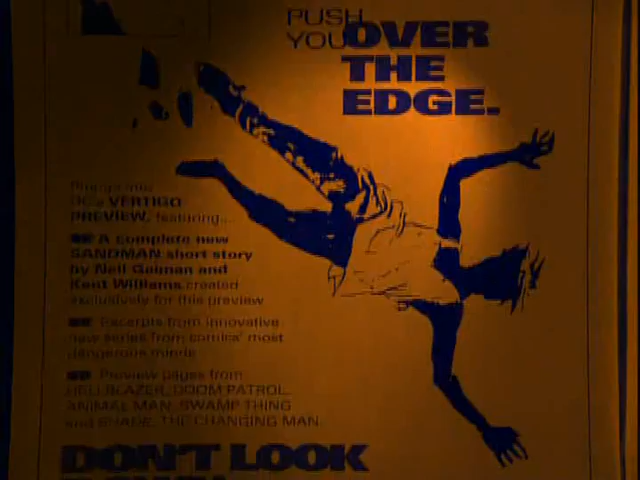 PUSH
YOU OVER
THE
EDGE.
DC's VERTIGO
PREVIEW, featuring...
A complete new
SANDMAN short story
by Neil Gaiman and
Kent Williams created
exclusively for this preview
Excerpts from innovative
new series from comics' most
dangerous minds
Preview pages from
HELLBLAZER, DOOM PATROL,
ANIMAL MAN, SWAMP THING
and SHADE, THE CHANGING MAN
DON'T LOOK